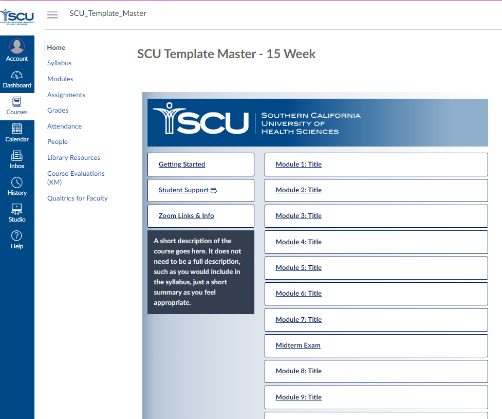 SCU
SCU_Template_Master
Account
Dashboard
Courses
Calendar
Inbox
History
Studio
Help
Home
Syllabus
Modules
Assignments
Grades
Attendance
People
Library Resources
Course Evaluations
(XM)
Qualtrics for Faculty
SCU Template Master - 15 Week
SCU
Southern California
University of
Health Sciences
Getting Started
Student Support
Zoom Links & Info
A short description of the
course goes here. It does not
need to be a full description,
such as you would include in
the syllabus, just a short
summary as you feel
appropriate.
Module 1: Title
Module 2: Title
Module 3: Title
Module 4: Title
Module 5: Title
Module 6: Title
Module 7: Title
Midterm Exam
Module 8: Title
Module 9: Title